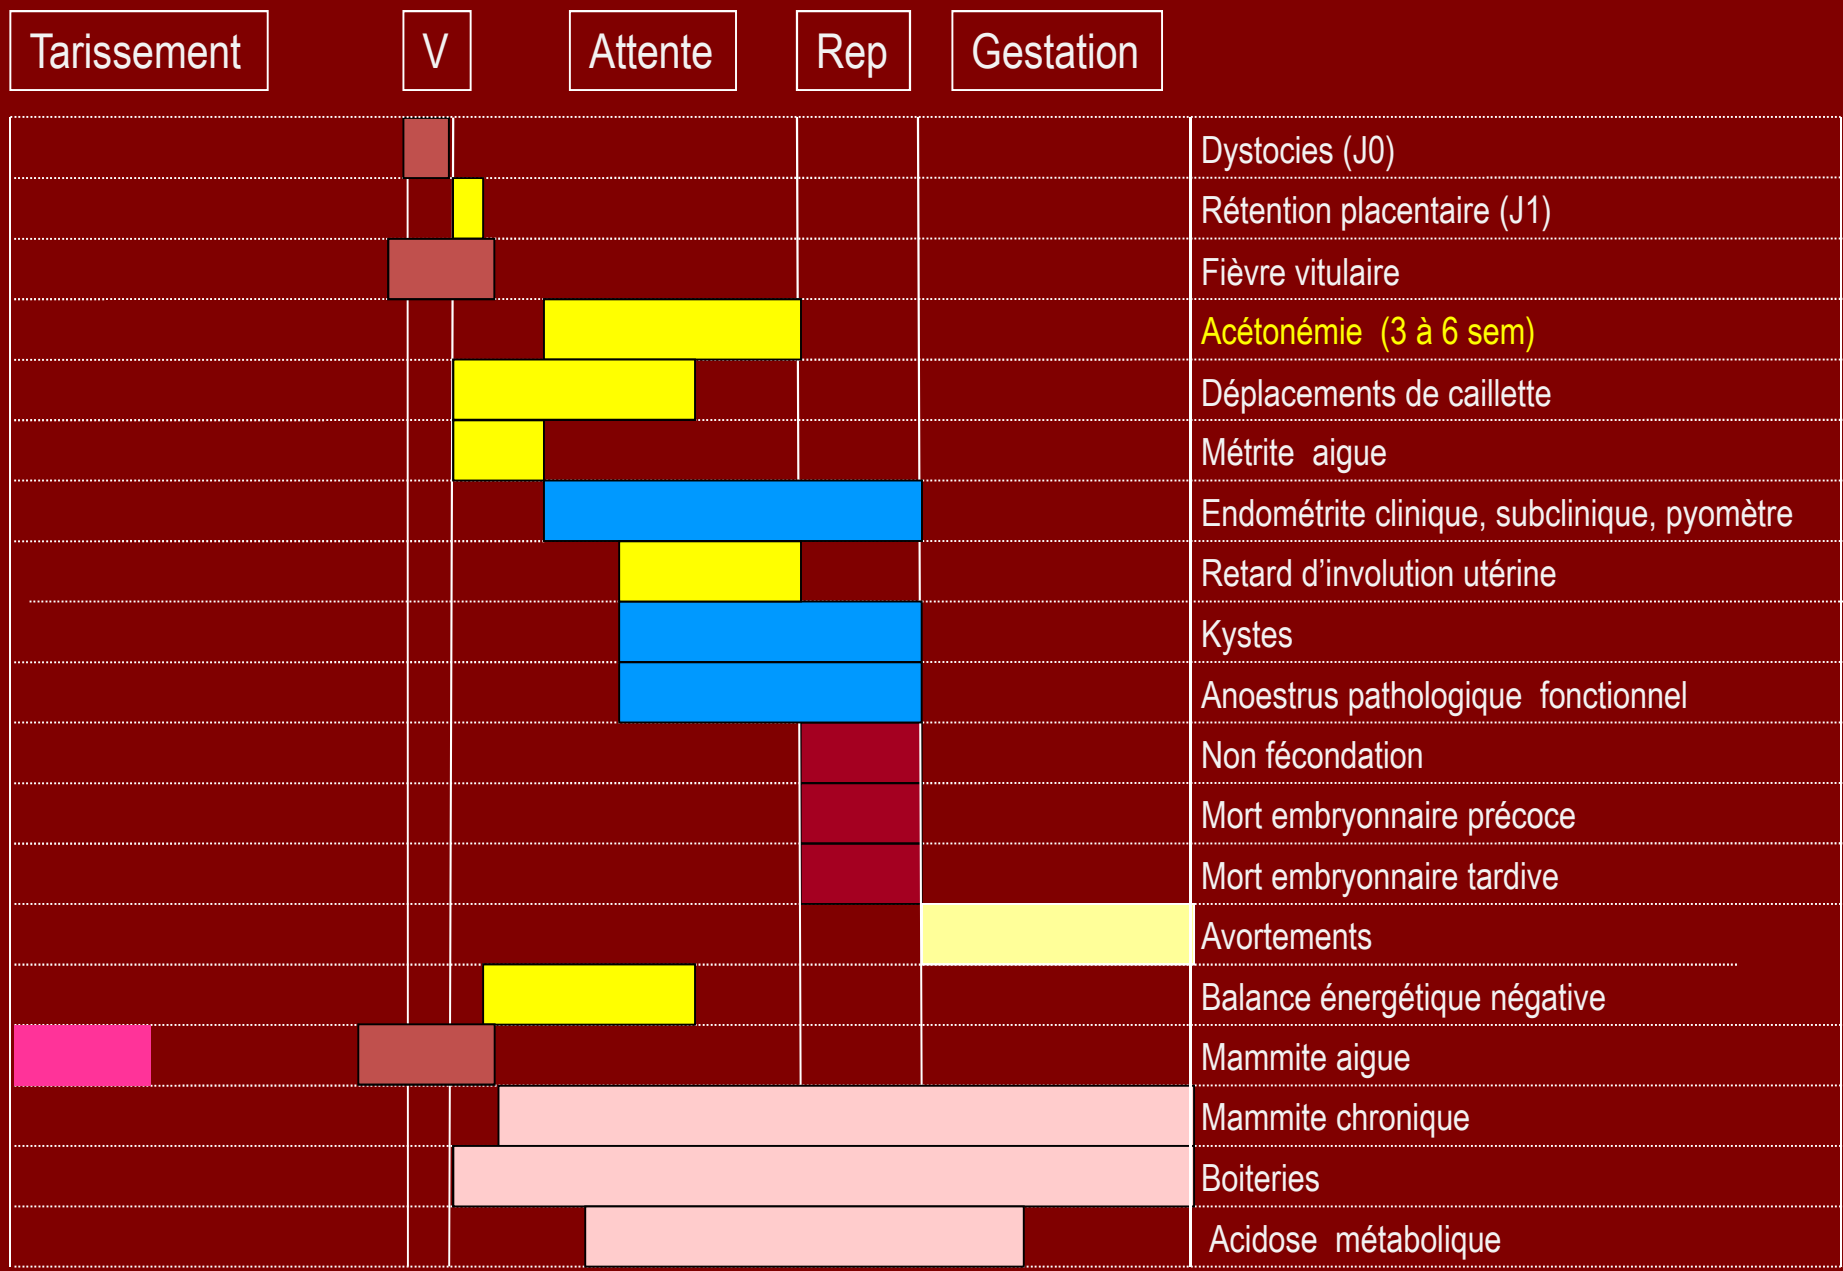 Tarissement
V
Attente
Rep
Gestation
Dystocies (J0)
Rétention placentaire (J1)
Fièvre vitulaire
Acétonémie (3 à 6 sem)
Déplacements de caillette
Métrite aigue
Endométrite clinique, subclinique, pyomètre
Retard d’involution utérine
Kystes
Anoestrus pathologique fonctionnel
Non fécondation
Mort embryonnaire précoce
Mort embryonnaire tardive
Avortements
Balance énergétique négative
Mammite aigue
Mammite chronique
Boiteries
Acidose métabolique